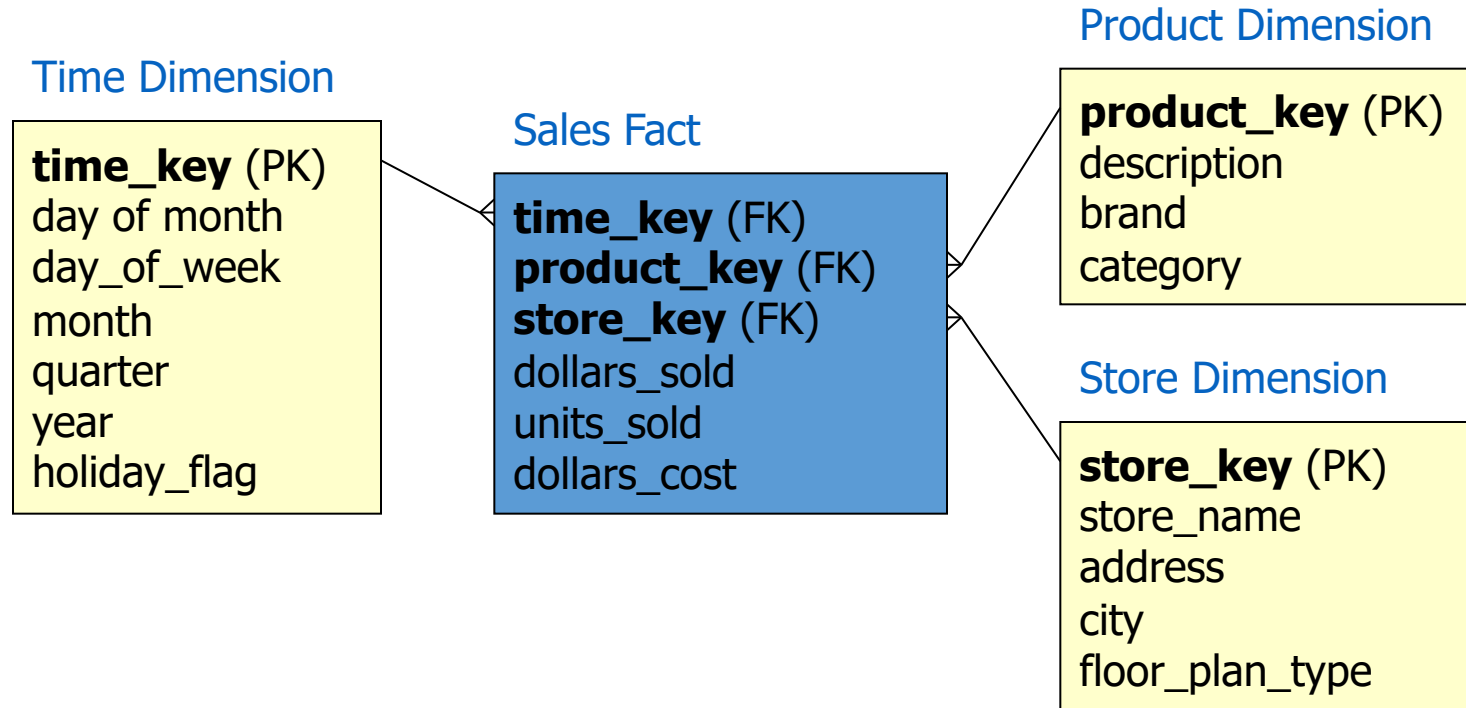 Time Dimension
time_key (PK)
day of month
day_of_week
month
quarter
year
holiday_flag
Sales Fact
time_key (FK)
product_key (FK)
store_key (FK)
dollars_sold
units_sold
dollars_cost
Product Dimension
product_key (PK)
description
brand
category
Store Dimension
store_key (PK)
store_name
address
city
floor_plan_type